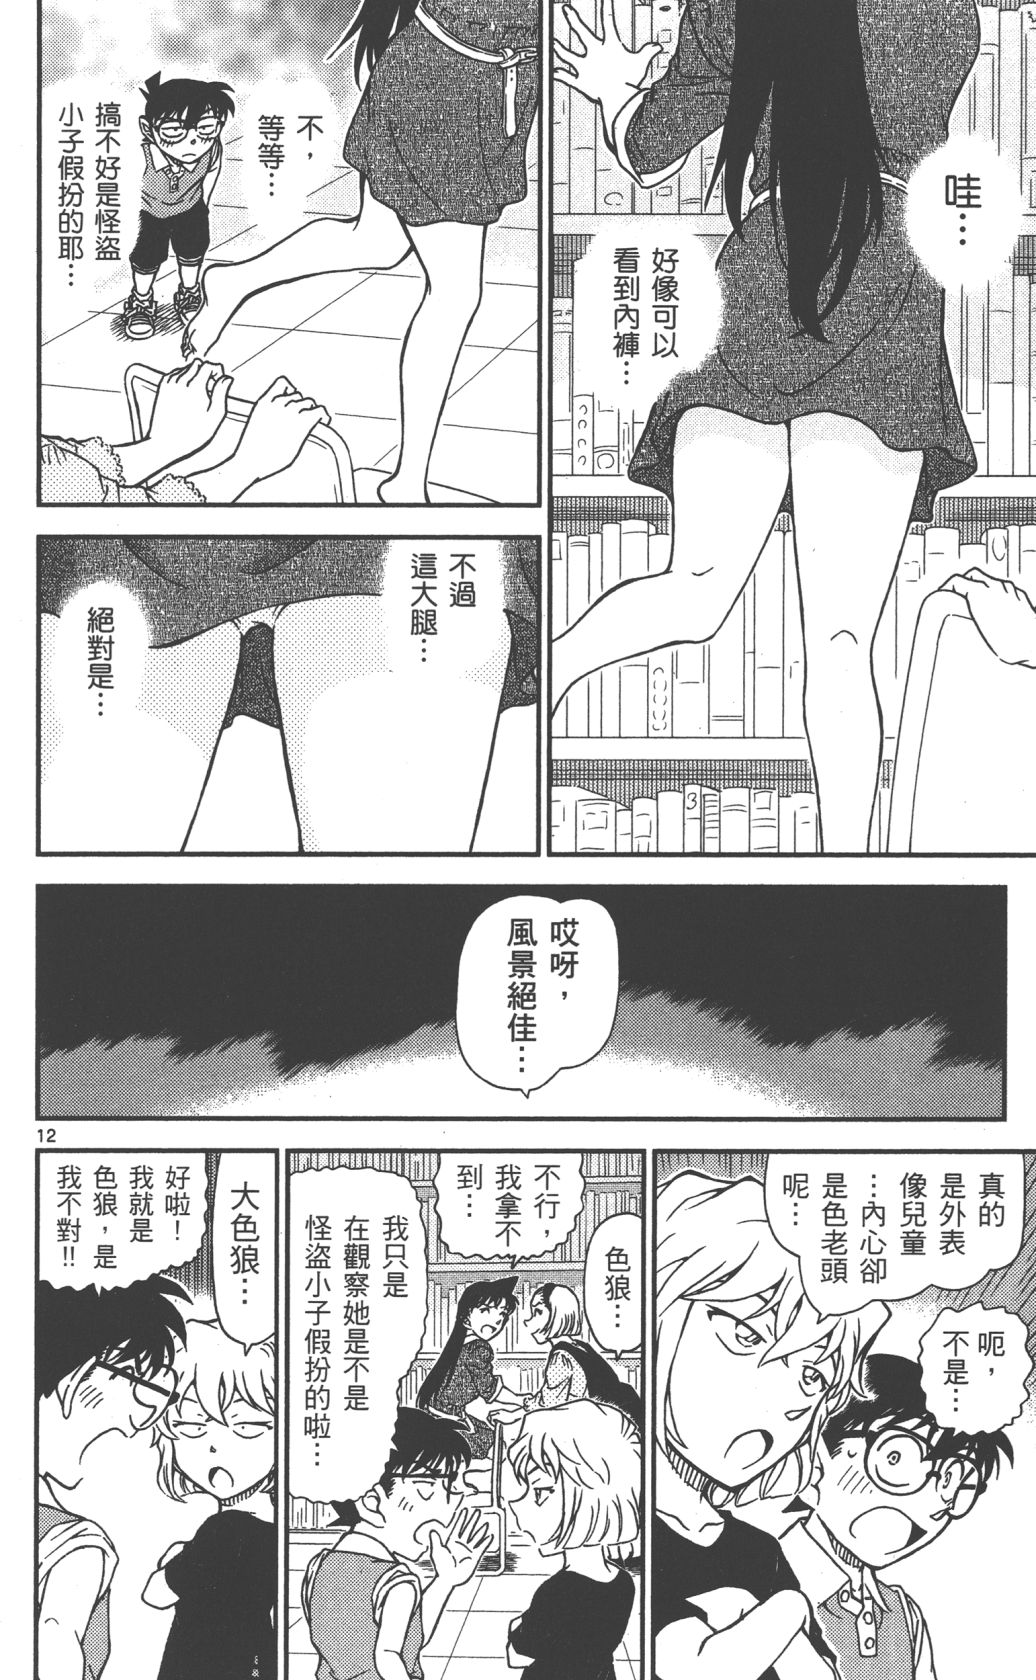 哇…
好像可以
看到內褲…
不，
等等…
搞不好是怪盜
小子假扮的耶…
不過
這大腿…
絕對是…
哎呀，
風景絕佳…
12
真的
是外表
像兒童
…內心卻
是色老頭
呢…
呃，
不是…
色狼…
不行，
我拿不
到…
我只是
在觀察她是不是
怪盜小子假扮的啦…
大色狼…
好啦！
我就是
色狼，是
我不對!!
3
&